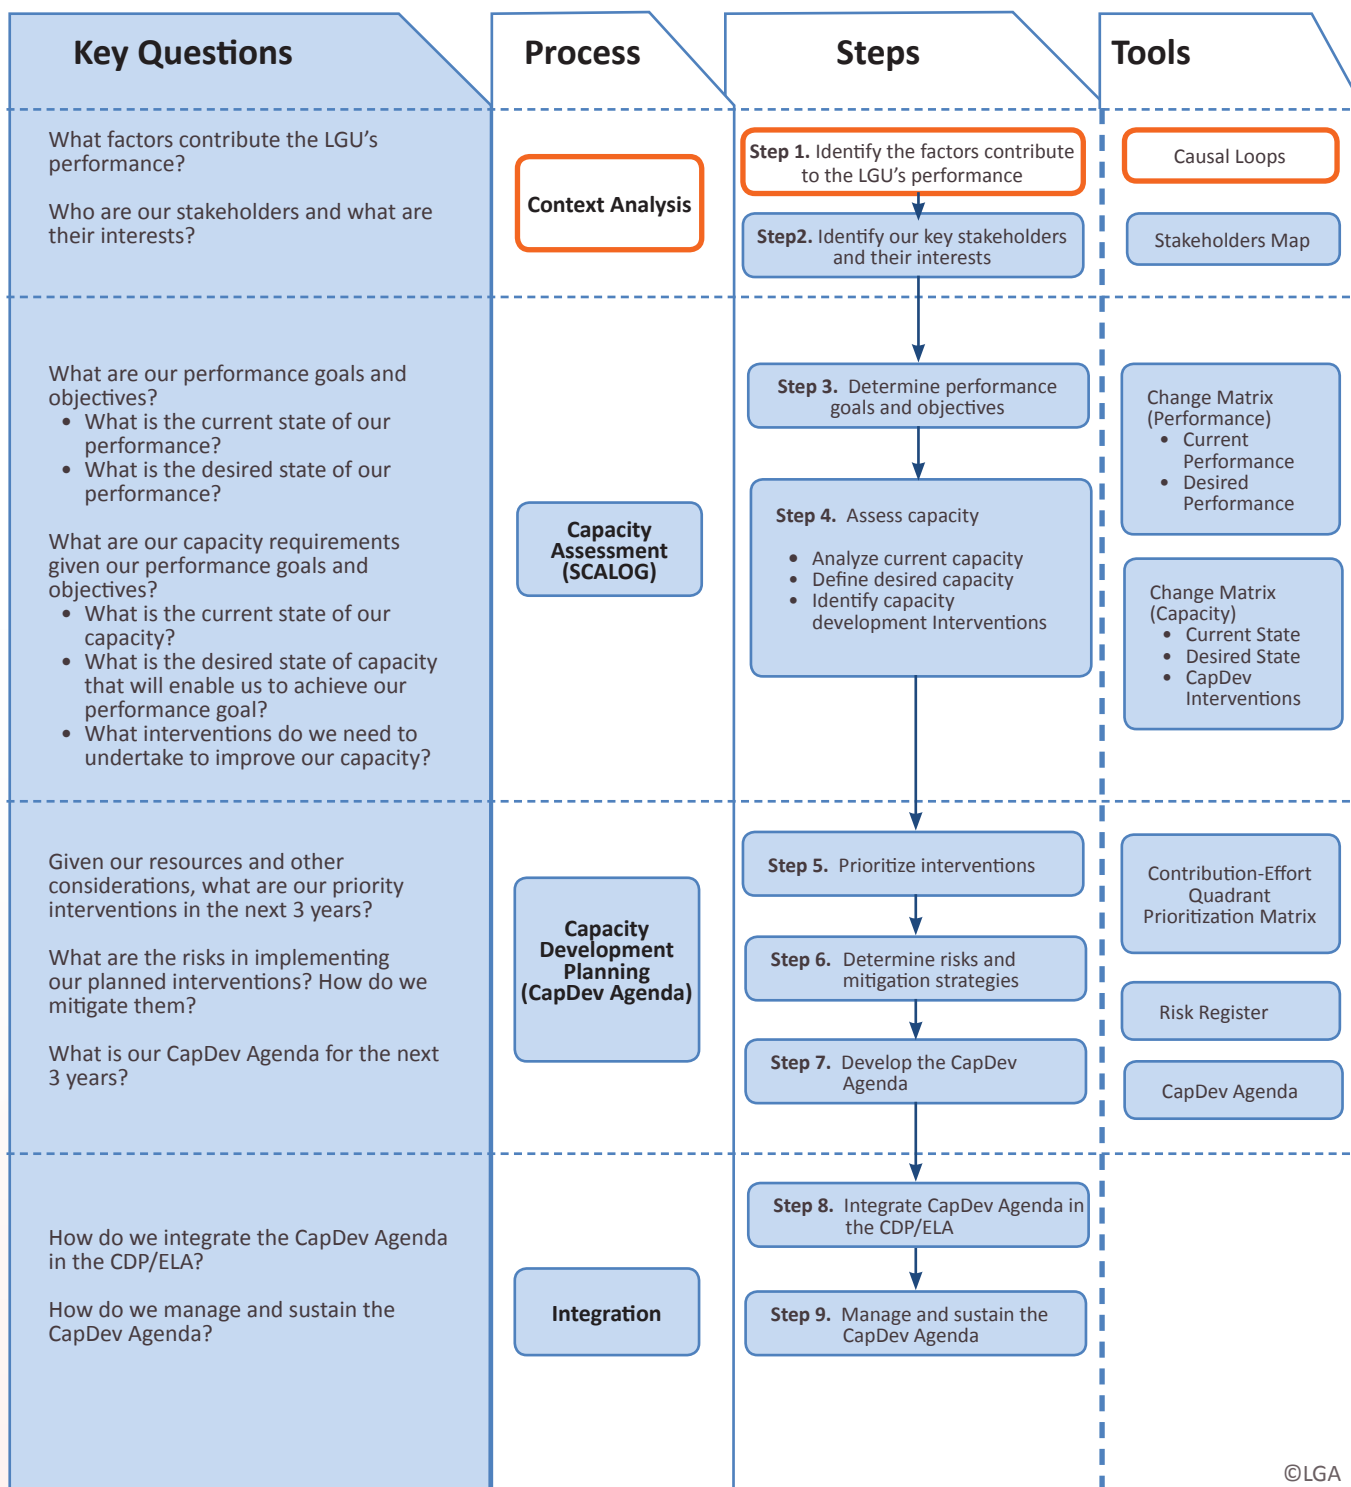 Key Questions
Process
Steps
Tools
What factors contribute the LGU's
performance?
Who are our stakeholders and what are
their interests?
Context Analysis
Step 1. Identify the factors contribute
to the LGU's performance
Step2. Identify our key stakeholders
and their interests
Causal Loops
Stakeholders Map
What are our performance goals and
objectives?
• What is the current state of our
performance?
• What is the desired state of our
performance?
What are our capacity requirements
given our performance goals and
objectives?
• What is the current state of our
capacity?
• What is the desired state of capacity
that will enable us to achieve our
performance goal?
• What interventions do we need to
undertake to improve our capacity?
Capacity
Assessment
(SCALOG)
Step 3. Determine performance
goals and objectives
Step 4. Assess capacity
• Analyze current capacity
• Define desired capacity
• Identify capacity
development Interventions
Change Matrix
(Performance)
• Current
Performance
• Desired
Performance
Change Matrix
(Capacity)
• Current State
• Desired State
• CapDev
Interventions
Given our resources and other
considerations, what are our priority
interventions in the next 3 years?
What are the risks in implementing
our planned interventions? How do we
mitigate them?
What is our CapDev Agenda for the next
3 years?
Capacity
Development
Planning
(CapDev Agenda)
Step 5. Prioritize interventions
Step 6. Determine risks and
mitigation strategies
Step 7. Develop the CapDev
Agenda
Contribution-Effort
Quadrant
Prioritization Matrix
Risk Register
CapDev Agenda
How do we integrate the CapDev Agenda
in the CDP/ELA?
How do we manage and sustain the
CapDev Agenda?
Integration
Step 8. Integrate CapDev Agenda in
the CDP/ELA
Step 9. Manage and sustain the
CapDev Agenda
©LGA